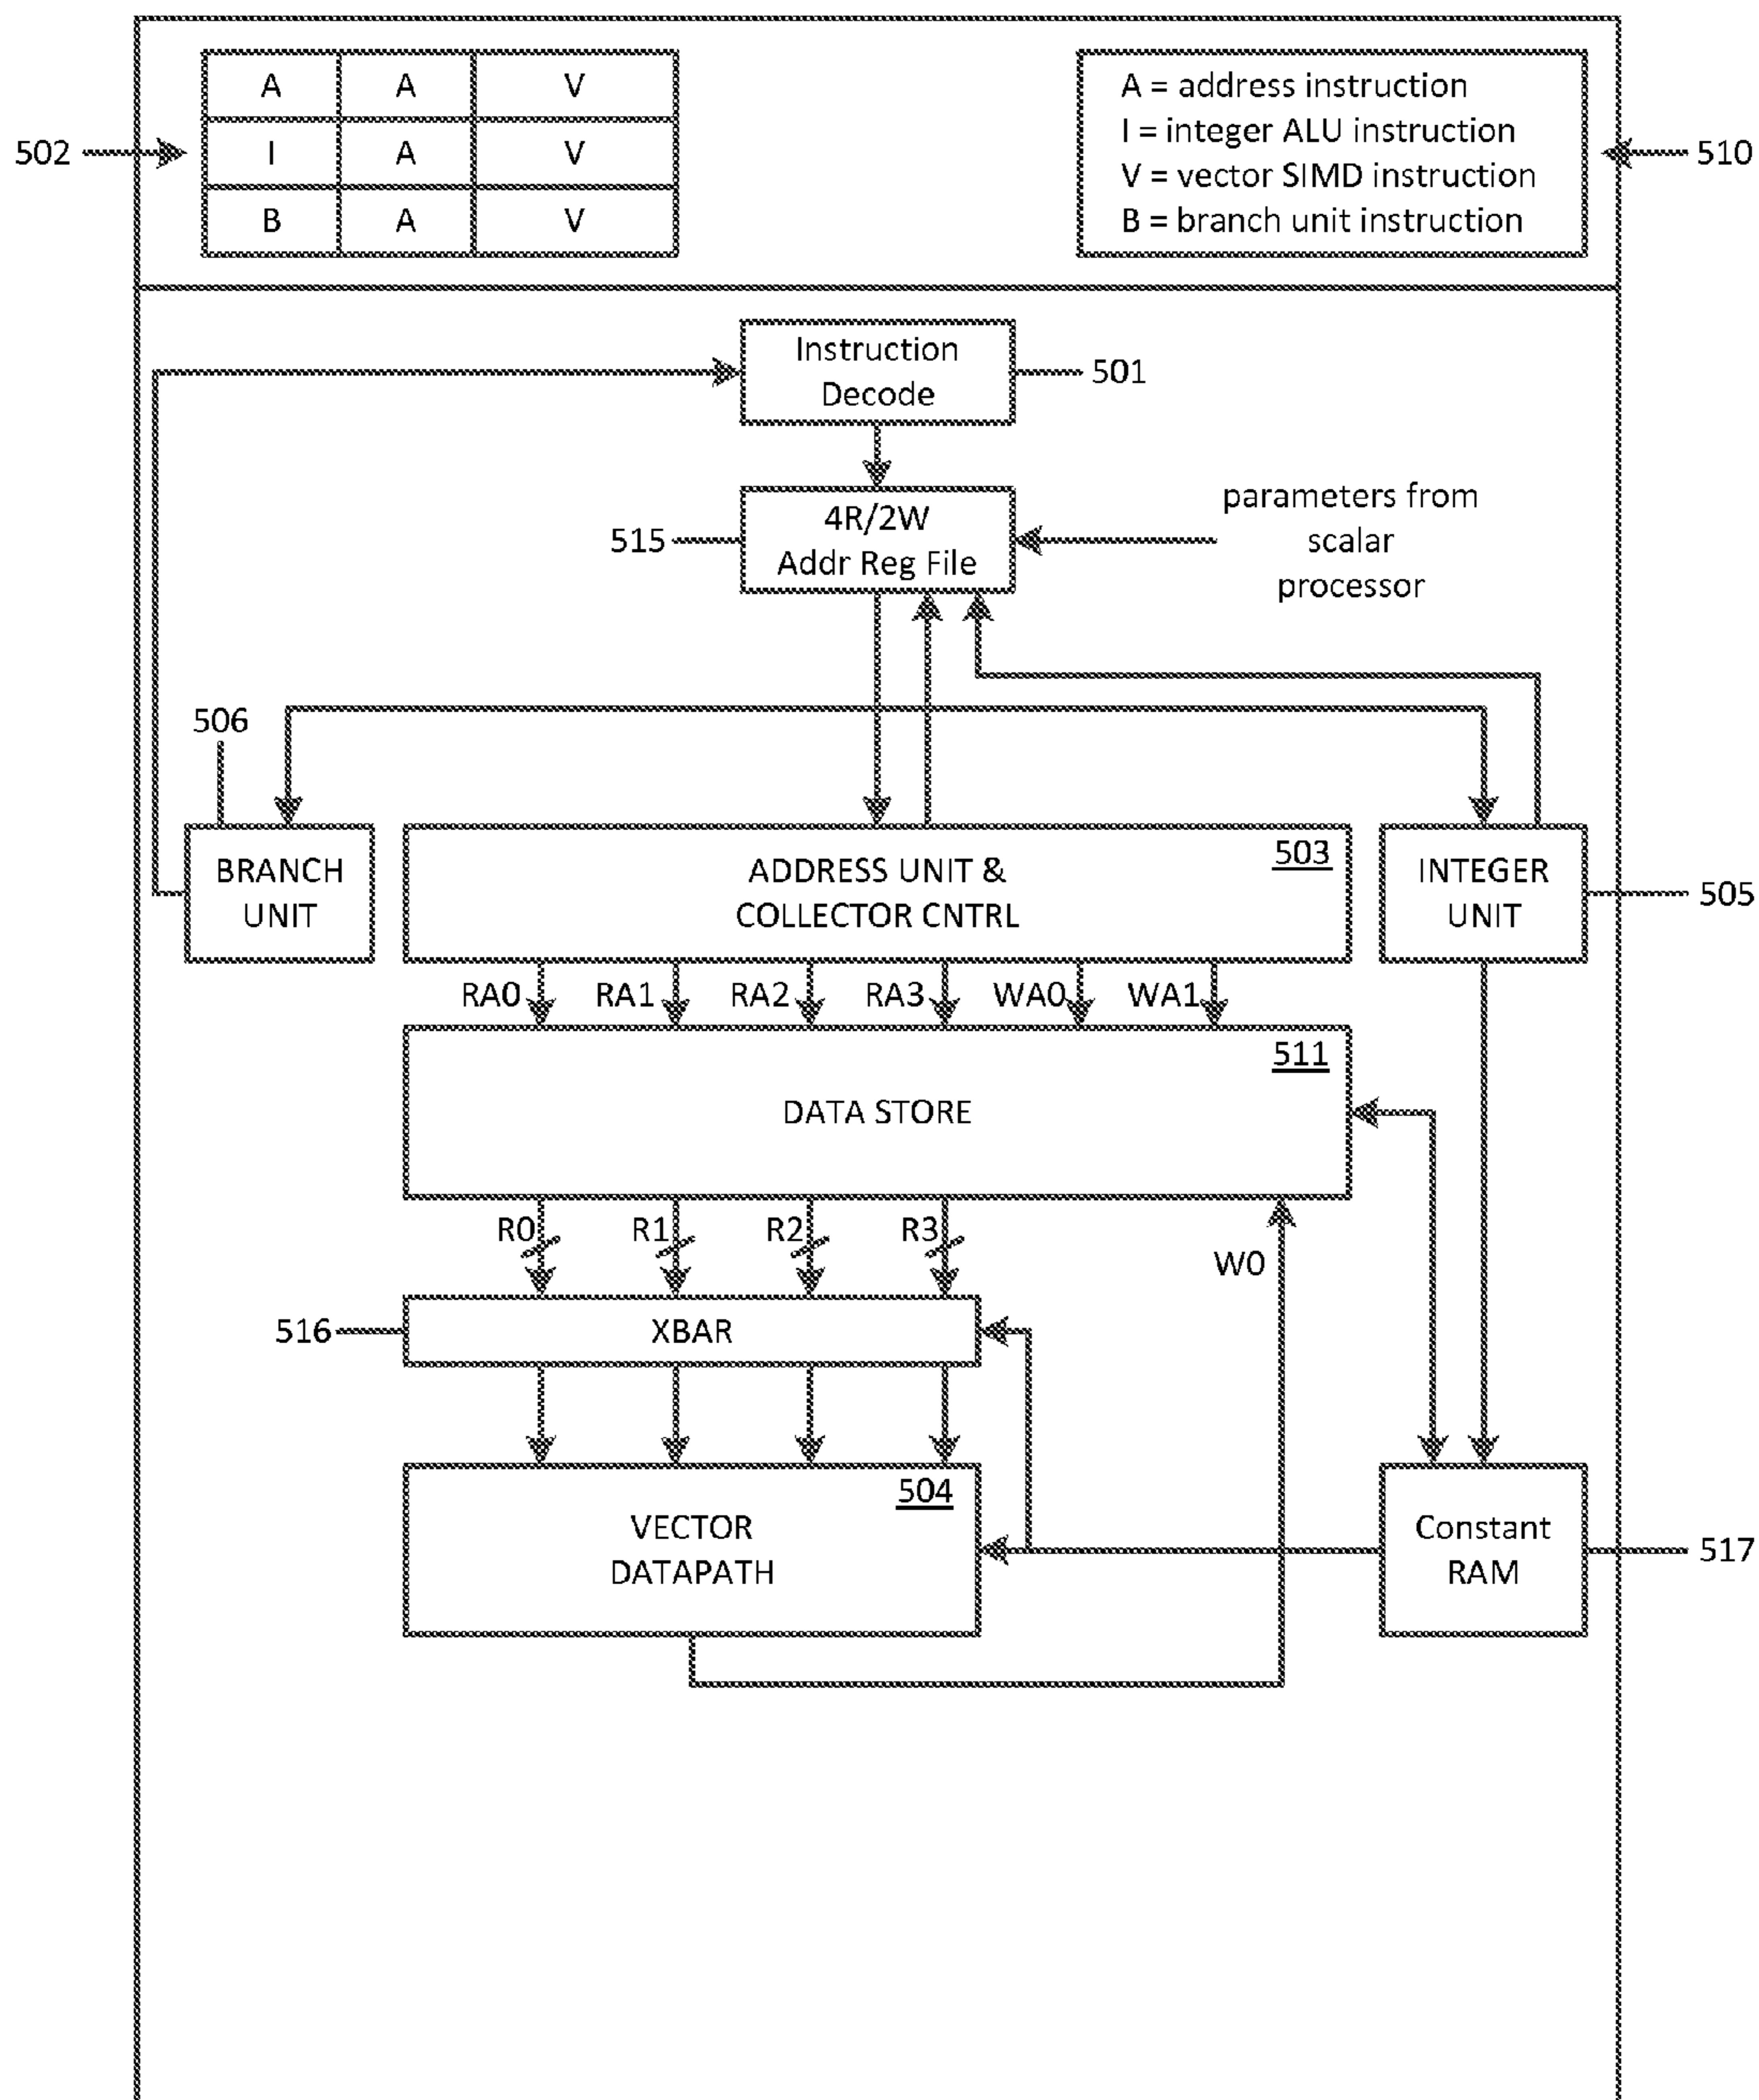 A A V
I A V
B A V
A = address instruction
I = integer ALU instruction
V = vector SIMD instruction
B = branch unit instruction
502
510
Instruction
Decode
501
4R/2W
Addr Reg File
515
parameters from
scalar
processor
506
BRANCH
UNIT
503
ADDRESS UNIT &
COLLECTOR CNTRL
INTEGER
UNIT
505
RA0 RA1 RA2 RA3 WA0 WA1
511
DATA STORE
R0 R1 R2 R3
W0
516
XBAR
504
VECTOR
DATAPATH
Constant
RAM
517